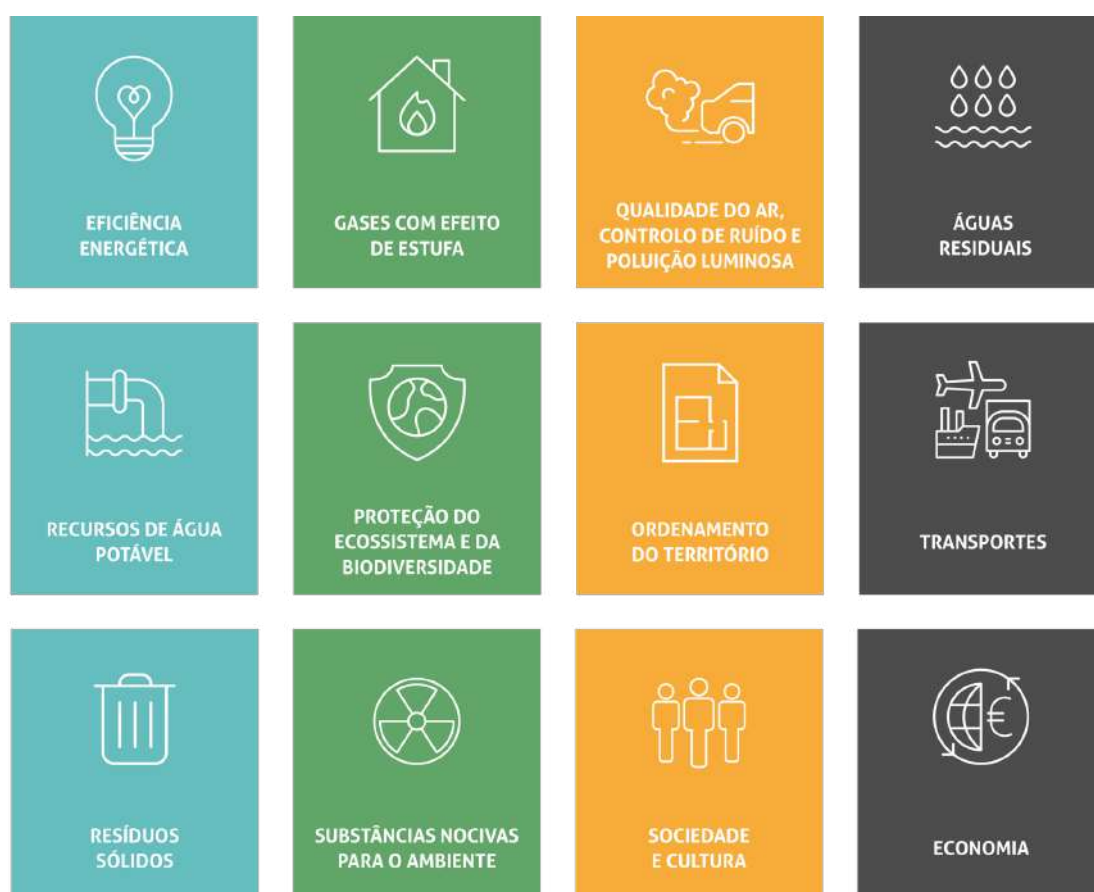 EFICIÊNCIA
ENERGÉTICA
GASES COM EFEITO
DE ESTUFA
QUALIDADE DO AR,
CONTROLO DE RUÍDO E
POLUIÇÃO LUMINOSA
ÁGUAS
RESIDUAIS
RECURSOS DE ÁGUA
POTÁVEL
PROTEÇÃO DO
ECOSSISTEMA E DA
BIODIVERSIDADE
ORDENAMENTO
DO TERRITÓRIO
TRANSPORTES
RESÍDUOS
SÓLIDOS
SUBSTÂNCIAS NOCIVAS
PARA O AMBIENTE
SOCIEDADE
E CULTURA
€
ECONOMIA